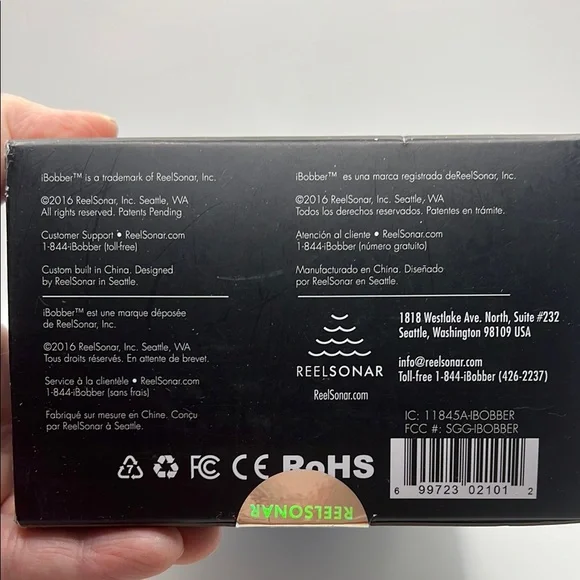 iBobber™ is a trademark of ReelSonar, Inc.
©2016 ReelSonar, Inc. Seattle, WA
All rights reserved. Patents Pending
Customer Support • ReelSonar.com
1-844-iBobber (toll-free)
Custom built in China. Designed
by ReelSonar in Seattle.
iBobber™ est une marque déposée
de ReelSonar, Inc.
©2016 ReelSonar, Inc. Seattle, WA
Tous droits réservés. En attente de brevet.
Service à la clientèle • ReelSonar.com
1-844-iBobber (sans frais)
Fabriqué sur mesure en Chine. Conçu
par ReelSonar à Seattle.
iBobber™ es una marca registrada deReelSonar, Inc.
©2016 ReelSonar, Inc. Seattle, WA
Todos los derechos reservados. Patentes en trámite.
Atención al cliente • ReelSonar.com
1-844-iBobber (número gratuito)
Manufacturado en China. Diseñado
por ReelSonar en Seattle.
REELSONAR
ReelSonar.com
1818 Westlake Ave. North, Suite #232
Seattle, Washington 98109 USA
info@reelsonar.com
Toll-free 1-844-iBobber (426-2237)
IC: 11845A-IBOBBER
FCC #: SGG-IBOBBER
7 FC CE RoHS
6 99723 02101 2
REELSONAR